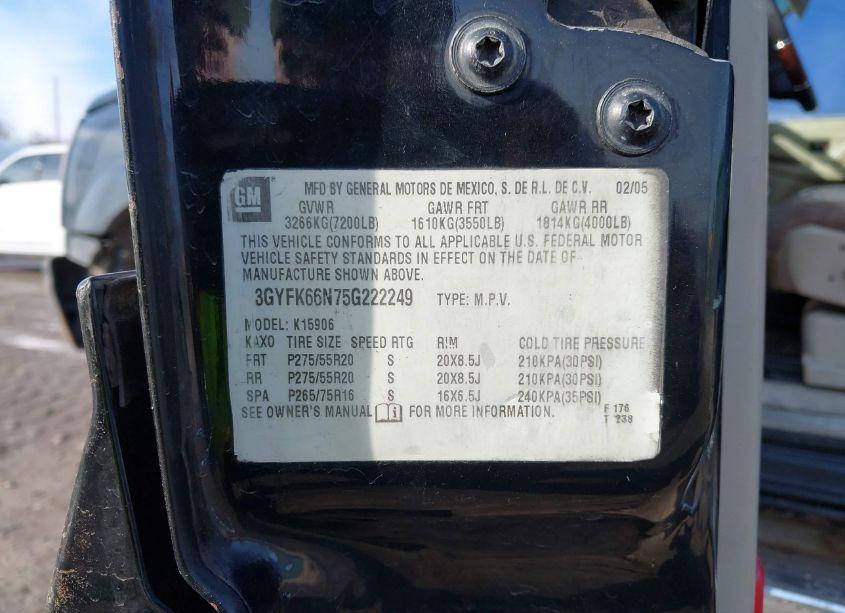 GM MFD BY GENERAL MOTORS DE MEXICO, S. DE R.L. DE C.V. 02/05
GVWR GAWR FRT GAWR RR
3266KG(7200LB) 1610KG(3550LB) 1814KG(4000LB)
THIS VEHICLE CONFORMS TO ALL APPLICABLE U.S. FEDERAL MOTOR
VEHICLE SAFETY STANDARDS IN EFFECT ON THE DATE OF
MANUFACTURE SHOWN ABOVE.
3GYFK66N75G222249 TYPE: M.P.V.
MODEL: K15906
KAXO TIRE SIZE SPEED RTG RIM COLD TIRE PRESSURE
FRT P275/55R20 S 20X8.5J 210KPA(30PSI)
RR P275/55R20 S 20X8.5J 210KPA(30PSI)
SPA P265/75R16 S 16X6.5J 240KPA(35PSI)
SEE OWNER'S MANUAL i FOR MORE INFORMATION.
F 176
T 238